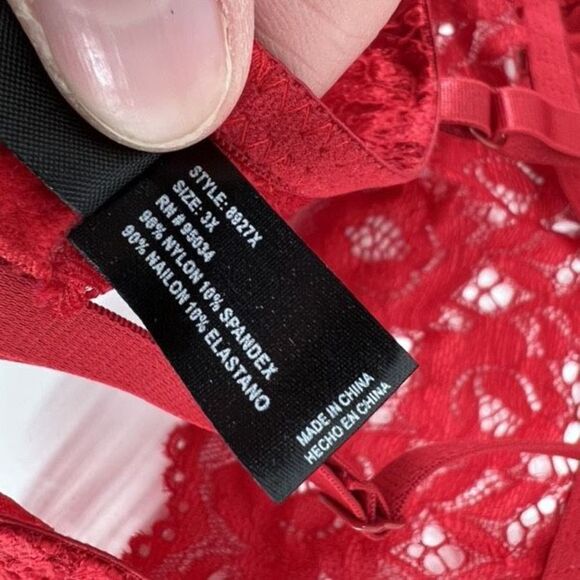 STYLE: 8927X
SIZE: 3X
RN # 95034
90% NYLON 10% SPANDEX
90% NAILON 10% ELASTANO
MADE IN CHINA
HECHO EN CHINA